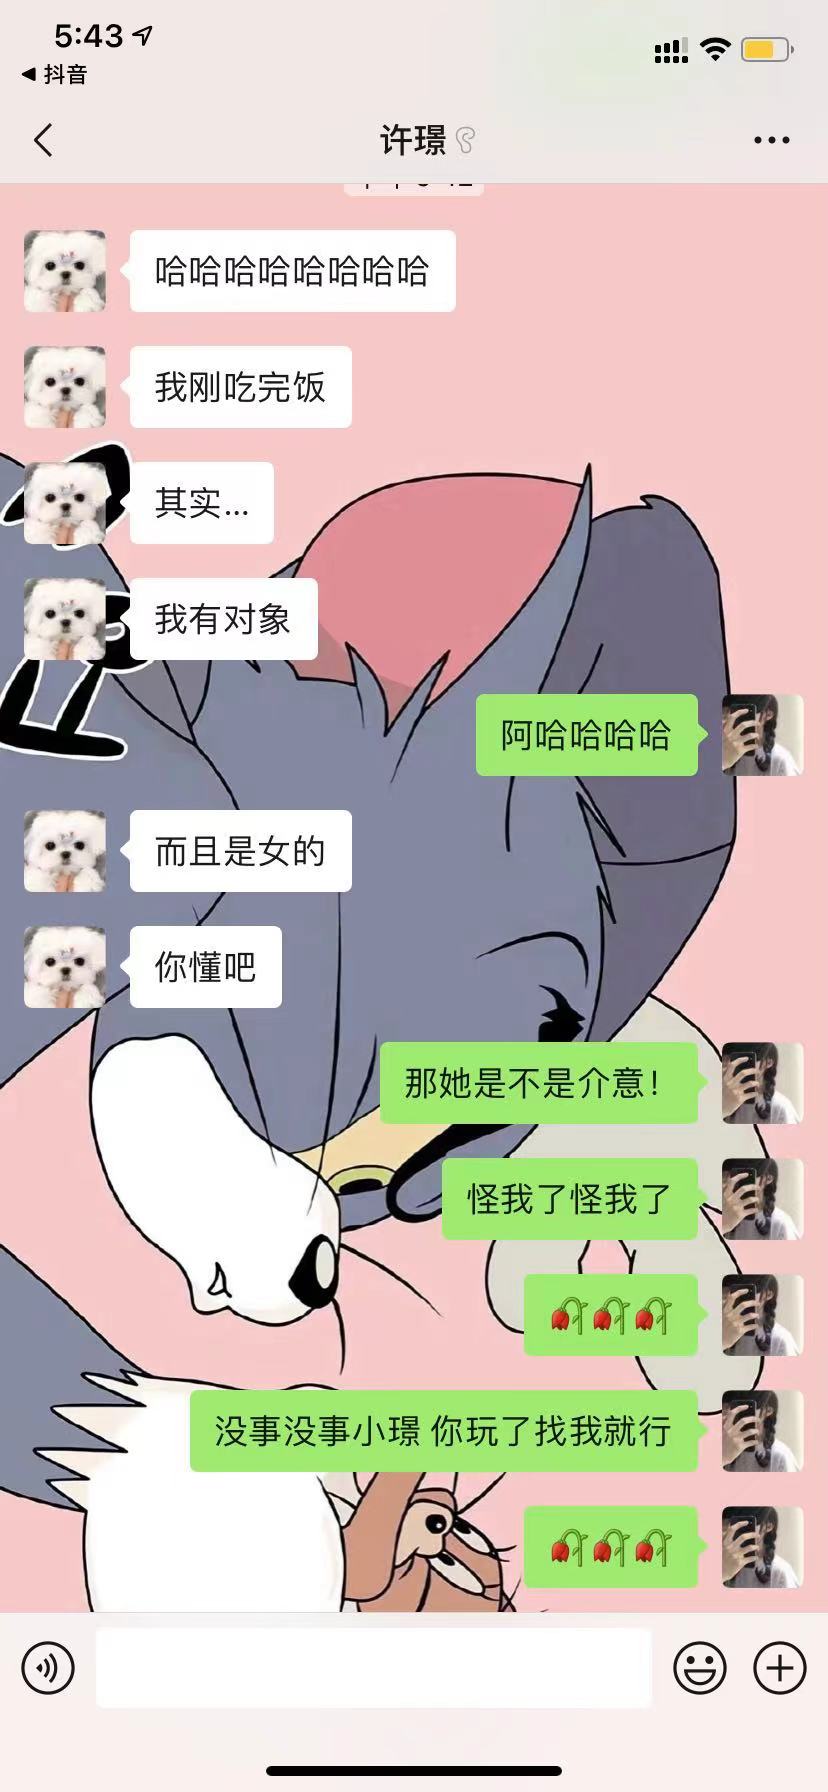 5:43
抖音
许璟
哈哈哈哈哈哈哈哈
我刚吃完饭
其实...
我有对象
阿哈哈哈哈
而且是女的
你懂吧
那她是不是介意！
怪我了怪我了
🥀🥀🥀
没事没事小璟 你玩了找我就行
🥀🥀🥀